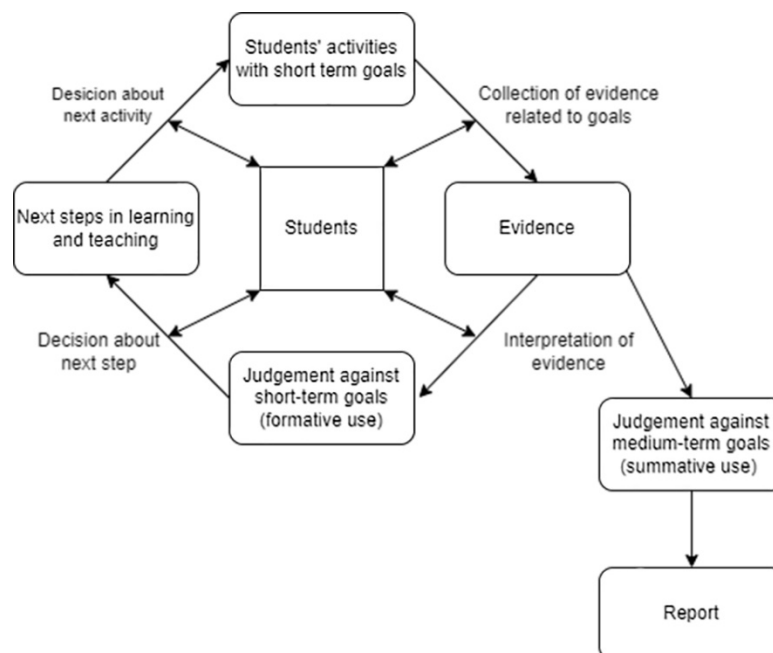 Students' activities
with short term goals
Desicion about
next activity
Collection of evidence
related to goals
Next steps in learning
and teaching
Students
Evidence
Decision about
next step
Interpretation of
evidence
Judgement against
short-term goals
(formative use)
Judgement against
medium-term goals
(summative use)
Report